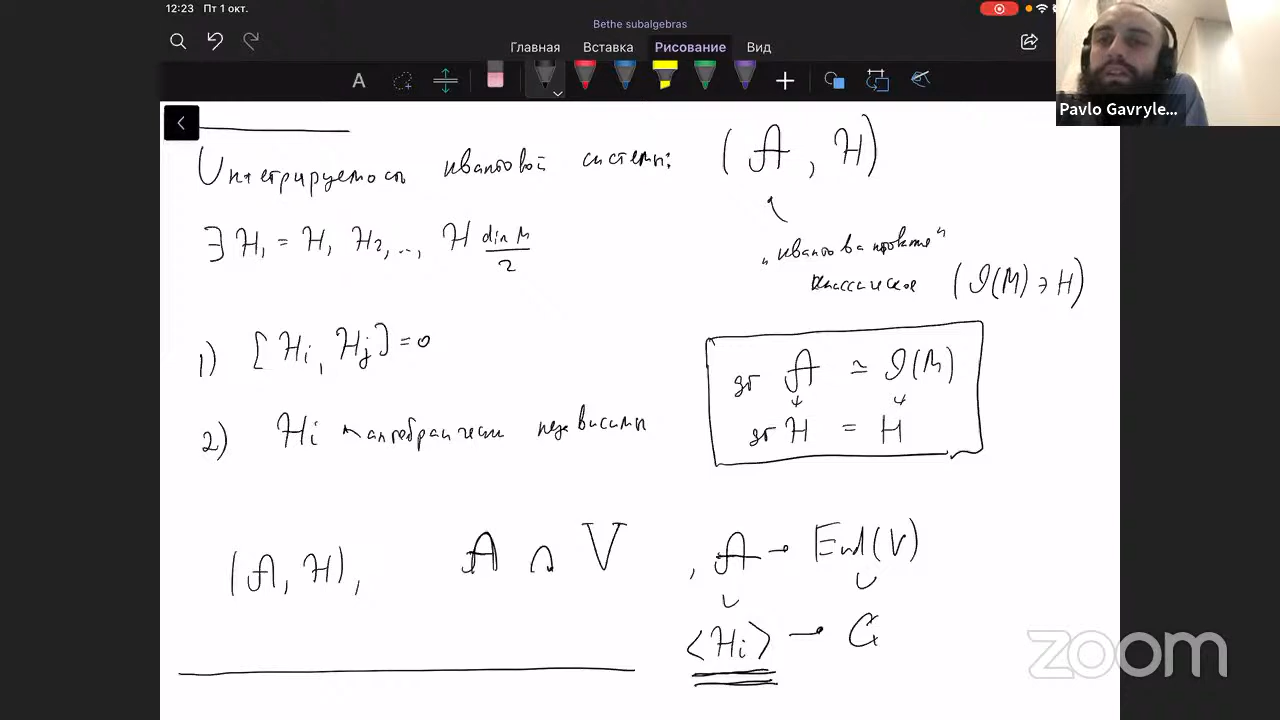 12:23 Пт 1 окт.
Bethe subalgebras
Главная Вставка Рисование Вид
Pavlo Gavryle...
Интегрируемость квантовой системы: (A, H)
∃ H₁ = H, H₂, ..., H dim M / 2
"
классическое (𝒪(M) ∋ H)
1) [Hi, Hj] = 0
gr A ≃ 𝒪(M)
gr H = H
2) Hi алгебраически независимы
(A, H), A ↷ V, A → End(V)
∪ ∪
<Hi> → G
zoom